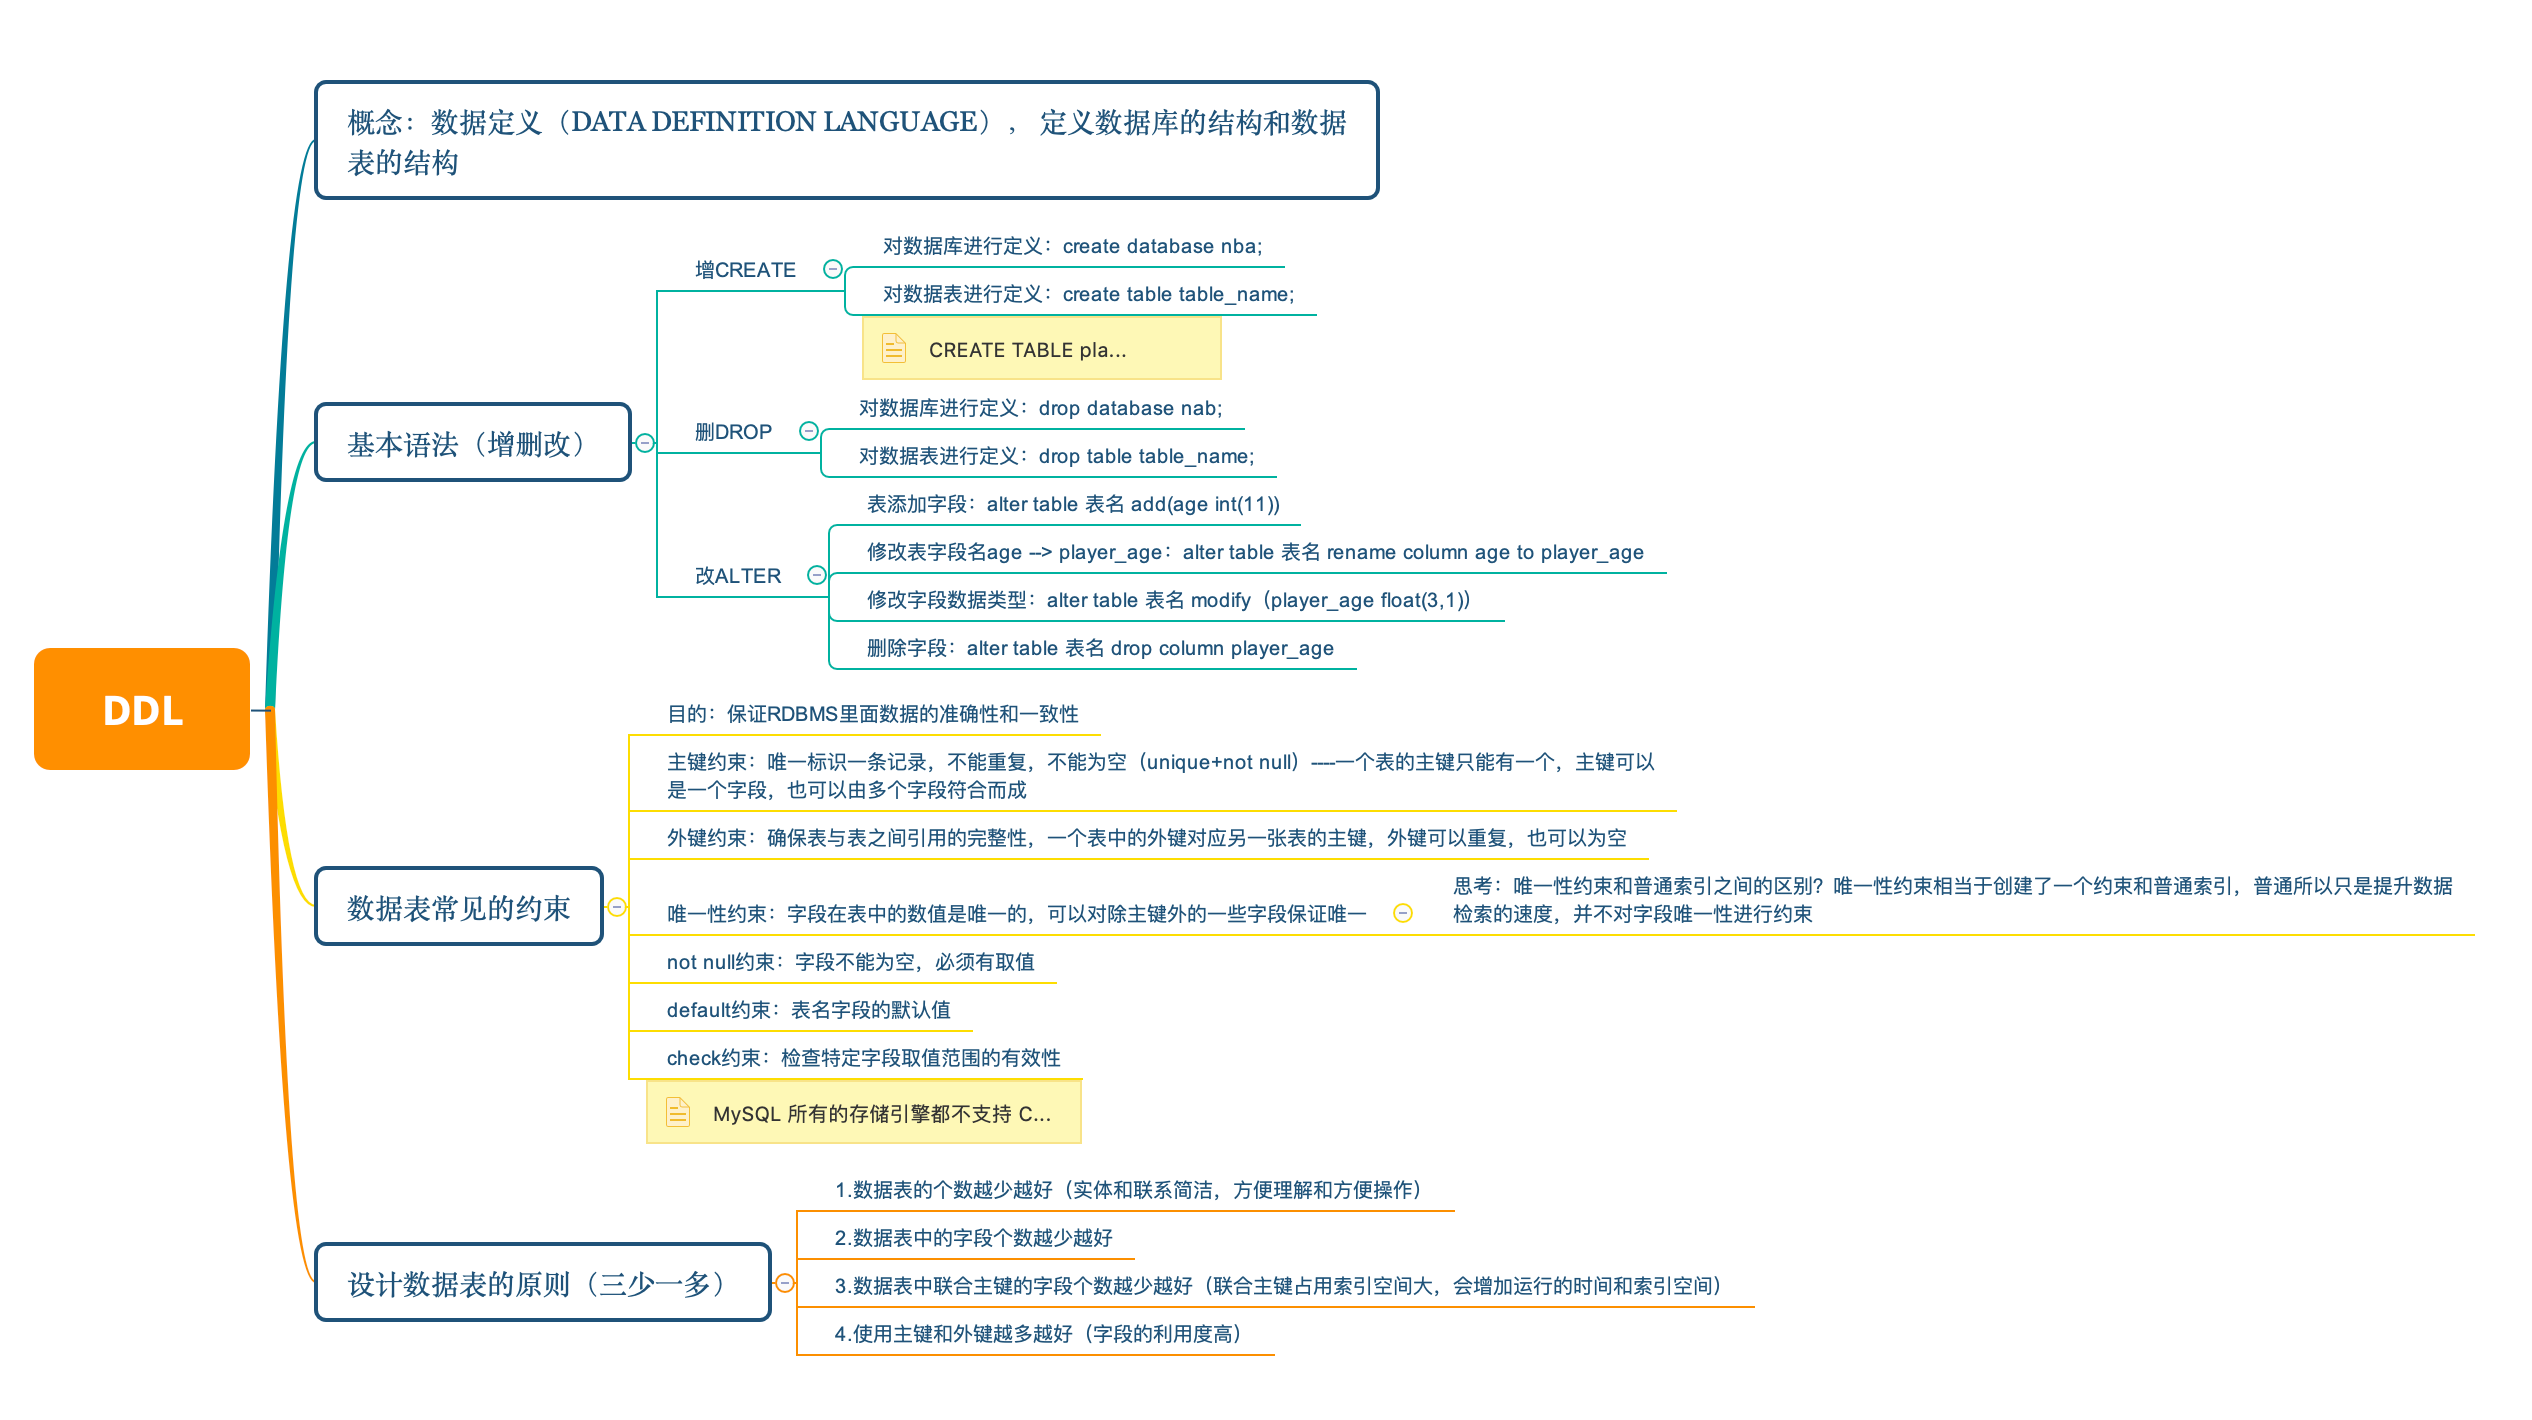 DDL
概念：数据定义（DATA DEFINITION LANGUAGE），定义数据库的结构和数据
表的结构
基本语法（增删改）
增CREATE
对数据库进行定义：create database nba;
对数据表进行定义：create table table_name;
CREATE TABLE pla...
删DROP
对数据库进行定义：drop database nab;
对数据表进行定义：drop table table_name;
改ALTER
表添加字段：alter table 表名 add(age int(11))
修改表字段名age --> player_age：alter table 表名 rename column age to player_age
修改字段数据类型：alter table 表名 modify（player_age float(3,1)）
删除字段：alter table 表名 drop column player_age
数据表常见的约束
目的：保证RDBMS里面数据的准确性和一致性
主键约束：唯一标识一条记录，不能重复，不能为空（unique+not null）----一个表的主键只能有一个，主键可以
是一个字段，也可以由多个字段符合而成
外键约束：确保表与表之间引用的完整性，一个表中的外键对应另一张表的主键，外键可以重复，也可以为空
唯一性约束：字段在表中的数值是唯一的，可以对除主键外的一些字段保证唯一
思考：唯一性约束和普通索引之间的区别？唯一性约束相当于创建了一个约束和普通索引，普通所以只是提升数据
检索的速度，并不对字段唯一性进行约束
not null约束：字段不能为空，必须有取值
default约束：表名字段的默认值
check约束：检查特定字段取值范围的有效性
MySQL 所有的存储引擎都不支持 C...
设计数据表的原则（三少一多）
1.数据表的个数越少越好（实体和联系简洁，方便理解和方便操作）
2.数据表中的字段个数越少越好
3.数据表中联合主键的字段个数越少越好（联合主键占用索引空间大，会增加运行的时间和索引空间）
4.使用主键和外键越多越好（字段的利用度高）